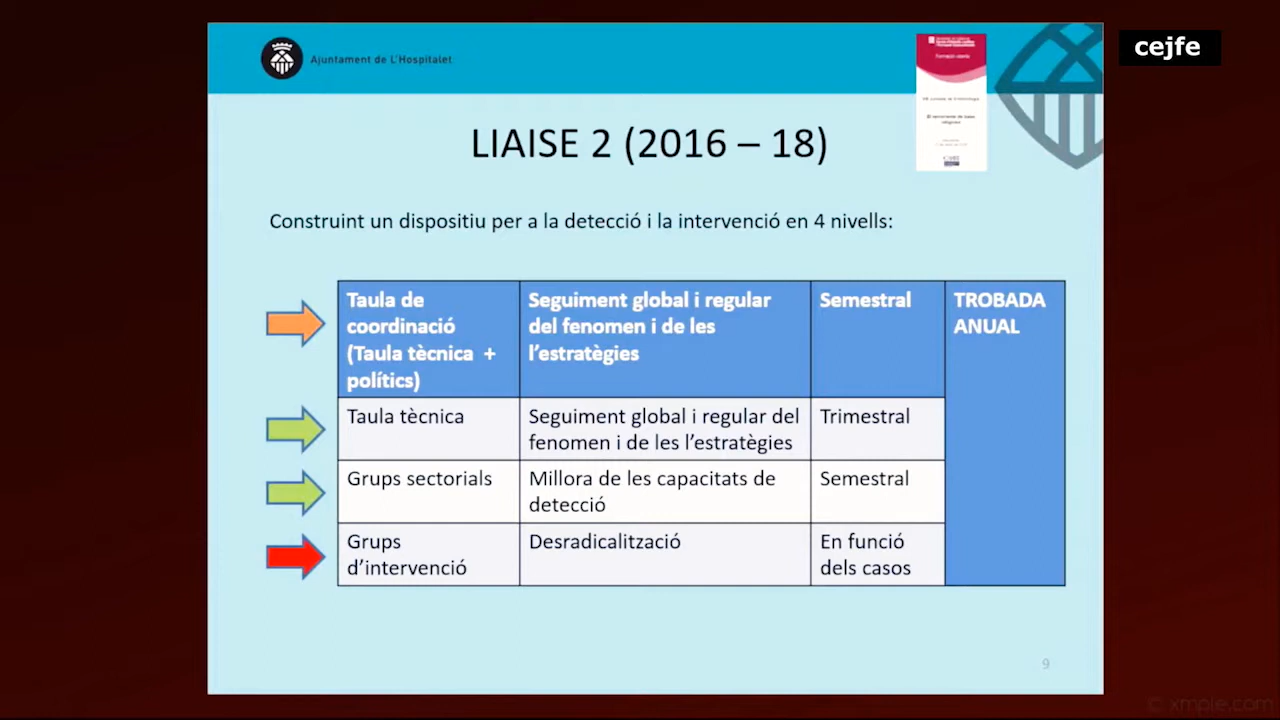 cejfe
Ajuntament de L'Hospitalet
Formació oberta
LIAISE 2 (2016 – 18)
Construint un dispositiu per a la detecció i la intervenció en 4 nivells:
Taula de
coordinació
(Taula tècnica +
polítics)
Seguiment global i regular
del fenomen i de les
l'estratègies
Semestral
TROBADA
ANUAL
Taula tècnica
Seguiment global i regular del
fenomen i de les l'estratègies
Trimestral
Grups sectorials
Millora de les capacitats de
detecció
Semestral
Grups
d'intervenció
Desradicalització
En funció
dels casos
9
© xmple.com